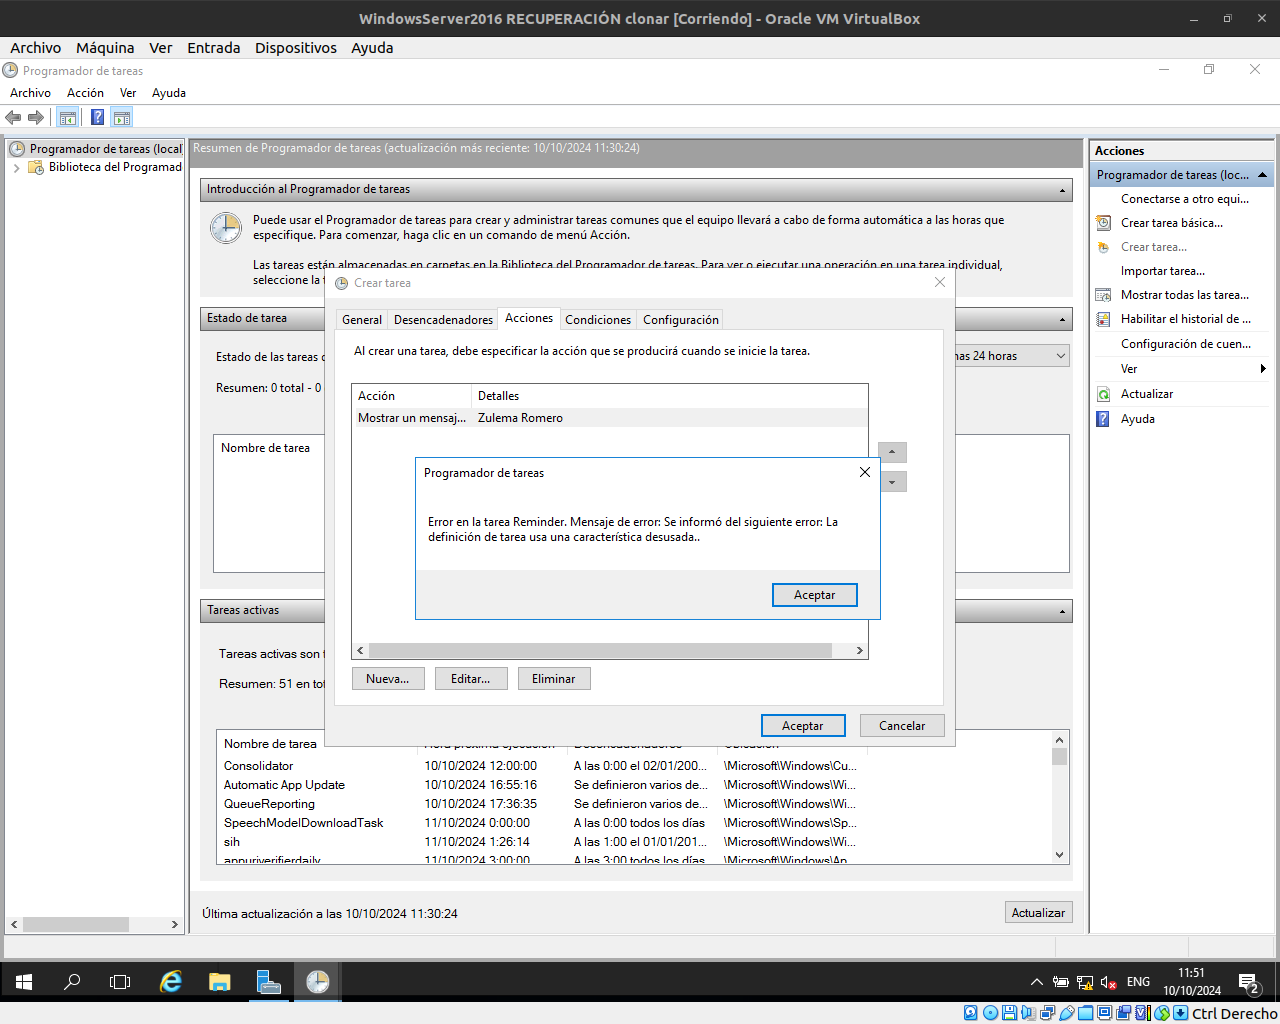 WindowsServer2016 RECUPERACIÓN clonar [Corriendo] - Oracle VM VirtualBox
Archivo Máquina Ver Entrada Dispositivos Ayuda
Programador de tareas
Archivo Acción Ver Ayuda
Programador de tareas (local)
Biblioteca del Programad
Resumen de Programador de tareas (actualización más reciente: 10/10/2024 11:30:24)
Introducción al Programador de tareas
Puede usar el Programador de tareas para crear y administrar tareas comunes que el equipo llevará a cabo de forma automática a las horas que
especifique. Para comenzar, haga clic en un comando de menú Acción.
Las tareas están almacenadas en carpetas en la Biblioteca del Programador de tareas. Para ver o ejecutar una operación en una tarea individual,
seleccione la
Estado de tarea
Estado de las tareas
nas 24 horas
Resumen: 0 total - 0
Nombre de tarea
Crear tarea
General Desencadenadores Acciones Condiciones Configuración
Al crear una tarea, debe especificar la acción que se producirá cuando se inicie la tarea.
Acción Detalles
Mostrar un mensaj... Zulema Romero
Programador de tareas
Error en la tarea Reminder. Mensaje de error: Se informó del siguiente error: La
definición de tarea usa una característica desusada..
Aceptar
Nueva... Editar... Eliminar
Aceptar Cancelar
Tareas activas
Tareas activas son
Resumen: 51 en tot
Nombre de tarea Hora próxima ejecución Desencadenadores Ubicación
Consolidator 10/10/2024 12:00:00 A las 0:00 el 02/01/200... \Microsoft\Windows\Cu...
Automatic App Update 10/10/2024 16:55:16 Se definieron varios de... \Microsoft\Windows\Wi...
QueueReporting 10/10/2024 17:36:35 Se definieron varios de... \Microsoft\Windows\Wi...
SpeechModelDownloadTask 11/10/2024 0:00:00 A las 0:00 todos los días \Microsoft\Windows\Sp...
sih 11/10/2024 1:26:14 A las 1:00 el 01/01/201... \Microsoft\Windows\Wi...
appuriverifierdaily 11/10/2024 3:00:00 A las 3:00 todos los días \Microsoft\Windows\Ap
Última actualización a las 10/10/2024 11:30:24
Actualizar
Acciones
Programador de tareas (loc...
Conectarse a otro equi...
Crear tarea básica...
Crear tarea...
Importar tarea...
Mostrar todas las tarea...
Habilitar el historial de ...
Configuración de cuen...
Ver
Actualizar
Ayuda
ENG
11:51
10/10/2024
2
Ctrl Derecho